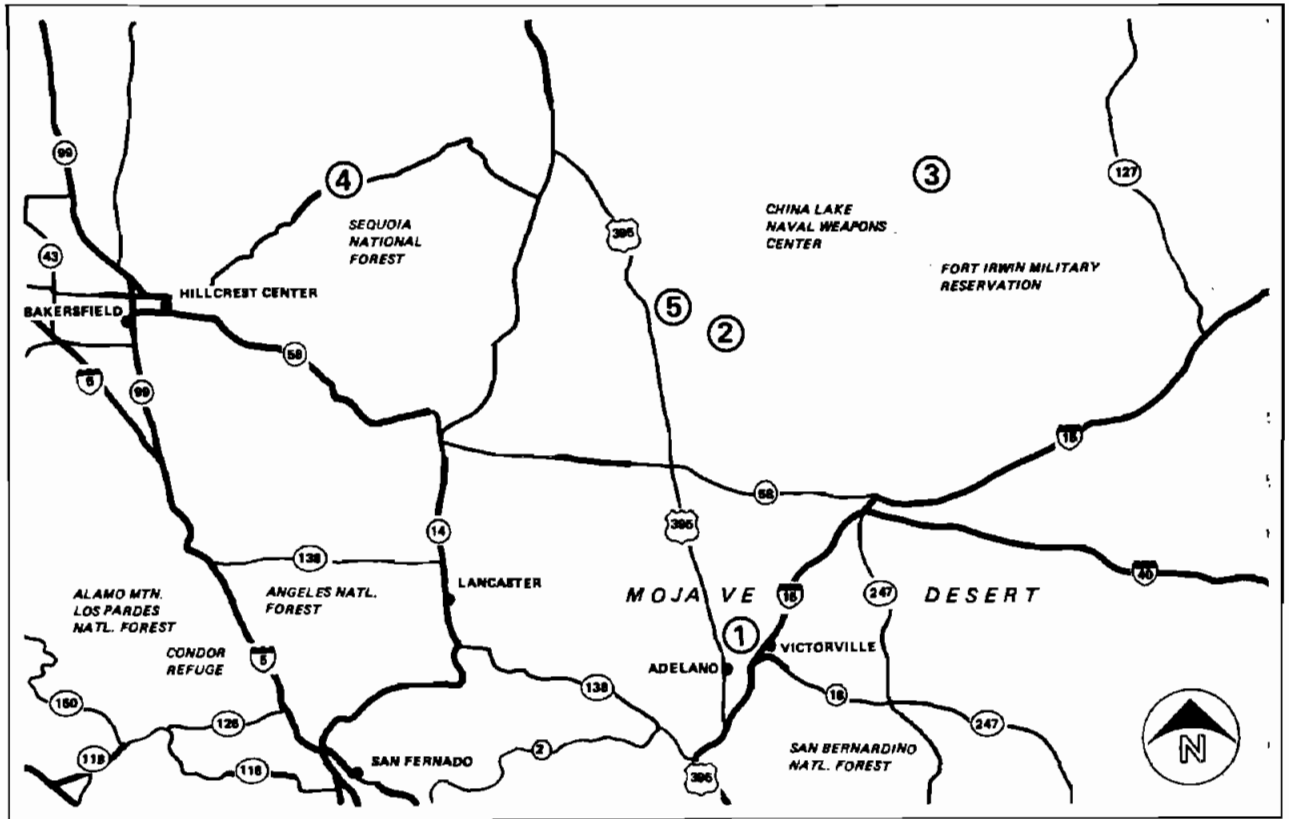 99
127
4
3
SEQUOIA
NATIONAL
FOREST
CHINA LAKE
NAVAL WEAPONS
CENTER
395
43
FORT IRWIN MILITARY
RESERVATION
HILLCREST CENTER
BAKERSFIELD
5
2
58
5
99
15
58
395
14
138
LANCASTER
ANGELES NATL.
FOREST
ALAMO MTN.
LOS PARDES
NATL. FOREST
MOJAVE DESERT
15
247
40
1
VICTORVILLE
CONDOR
REFUGE
5
ADELANO
138
18
150
126
247
2
SAN BERNARDINO
NATL. FOREST
N
118
118
SAN FERNADO
395